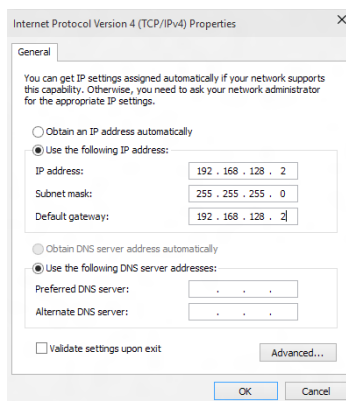 Internet Protocol Version 4 (TCP/IPv4) Properties
General
You can get IP settings assigned automatically if your network supports
this capability. Otherwise, you need to ask your network administrator
for the appropriate IP settings.
Obtain an IP address automatically
Use the following IP address:
IP address: 192 . 168 . 128 . 2
Subnet mask: 255 . 255 . 255 . 0
Default gateway: 192 . 168 . 128 . 2
Obtain DNS server address automatically
Use the following DNS server addresses:
Preferred DNS server: . . .
Alternate DNS server: . . .
Validate settings upon exit
Advanced...
OK Cancel